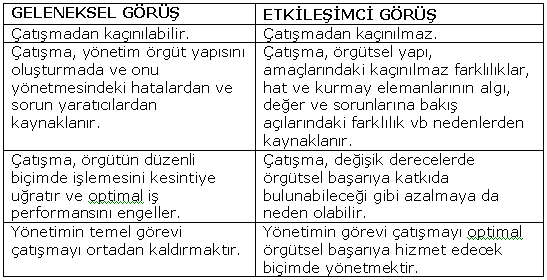 GELENEKSEL GÖRÜŞ
ETKİLEŞİMCİ GÖRÜŞ
Çatışmadan kaçınılabilir.
Çatışmadan kaçınılmaz.
Çatışma, yönetim örgüt yapısını
oluşturmada ve onu
yönetmesindeki hatalardan ve
sorun yaratıcılardan
kaynaklanır.
Çatışma, örgütsel yapı,
amaçlarındaki kaçınılmaz farklılıklar,
hat ve kurmay elemanlarının algı,
değer ve sorunlarına bakış
açılarındaki farklılık vb nedenlerden
kaynaklanır.
Çatışma, örgütün düzenli
biçimde işlemesini kesintiye
uğratır ve optimal iş
performansını engeller.
Çatışma, değişik derecelerde
örgütsel başarıya katkıda
bulunabileceği gibi azalmaya da
neden olabilir.
Yönetimin temel görevi
çatışmayı ortadan kaldırmaktır.
Yönetimin görevi çatışmayı optimal
örgütsel başarıya hizmet edecek
biçimde yönetmektir.